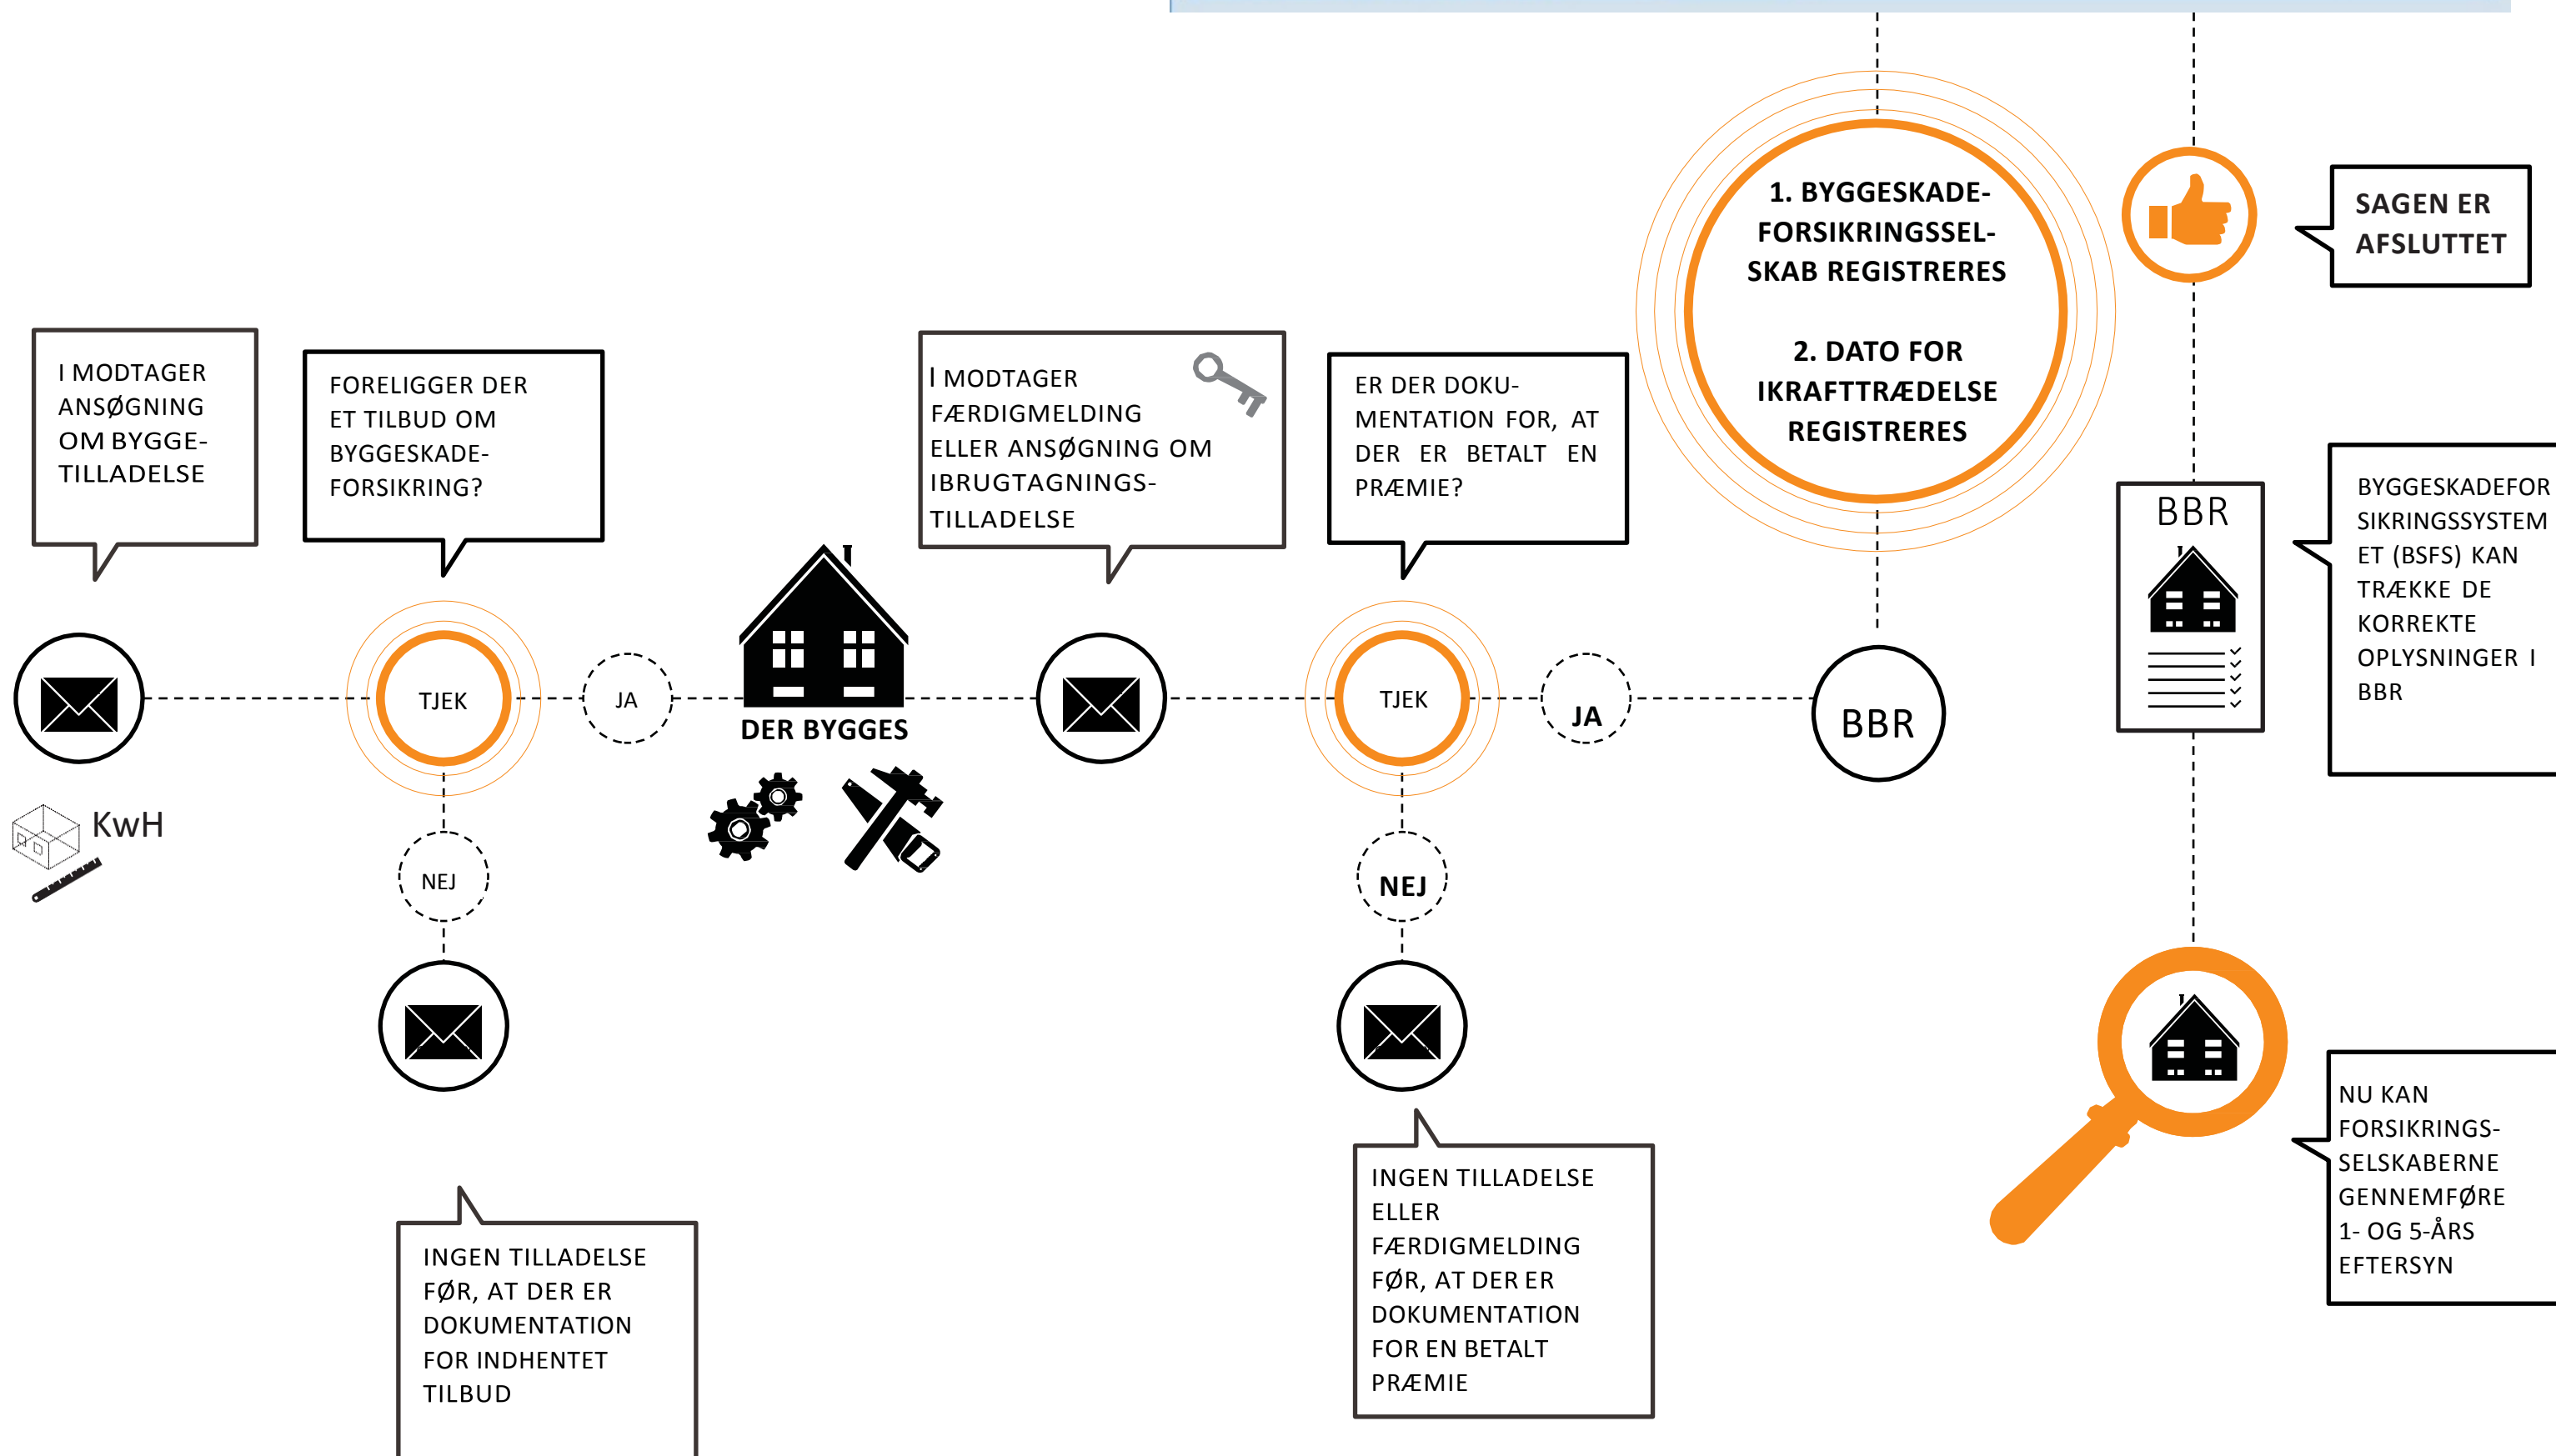 I MODTAGER
ANSØGNING
OM BYGGE-
TILLADELSE
KwH
FORELIGGER DER
ET TILBUD OM
BYGGESKADE-
FORSIKRING?
TJEK
JA
NEJ
INGEN TILLADELSE
FØR, AT DER ER
DOKUMENTATION
FOR INDHENTET
TILBUD
DER BYGGES
I MODTAGER
FÆRDIGMELDING
ELLER ANSØGNING OM
IBRUGTAGNINGS-
TILLADELSE
ER DER DOKU-
MENTATION FOR, AT
DER ER BETALT EN
PRÆMIE?
TJEK
JA
NEJ
INGEN TILLADELSE
ELLER
FÆRDIGMELDING
FØR, AT DER ER
DOKUMENTATION
FOR EN BETALT
PRÆMIE
BBR
1. BYGGESKADE-
FORSIKRINGSSEL-
SKAB REGISTRERES
2. DATO FOR
IKRAFTTRÆDELSE
REGISTRERES
SAGEN ER
AFSLUTTET
BBR
BYGGESKADEFOR
SIKRINGSSYSTEM
ET (BSFS) KAN
TRÆKKE DE
KORREKTE
OPLYSNINGER I
BBR
NU KAN
FORSIKRINGS-
SELSKABERNE
GENNEMFØRE
1- OG 5-ÅRS
EFTERSYN